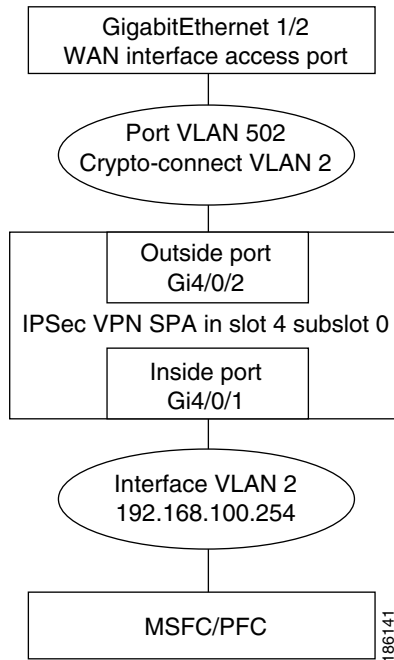 GigabitEthernet 1/2
WAN interface access port
Port VLAN 502
Crypto-connect VLAN 2
Outside port
Gi4/0/2
IPSec VPN SPA in slot 4 subslot 0
Inside port
Gi4/0/1
Interface VLAN 2
192.168.100.254
MSFC/PFC
186141